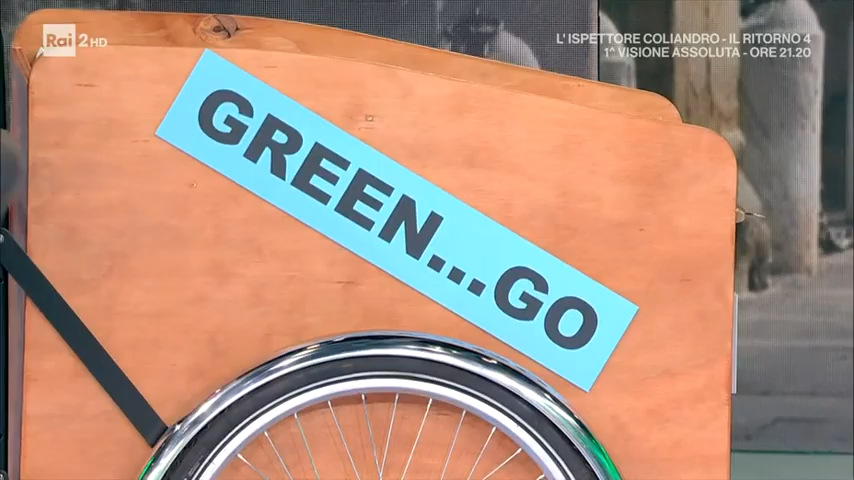 Rai 2 HD
L'ISPETTORE COLIANDRO - IL RITORNO 4
1^ VISIONE ASSOLUTA - ORE 21.20
GREEN...GO